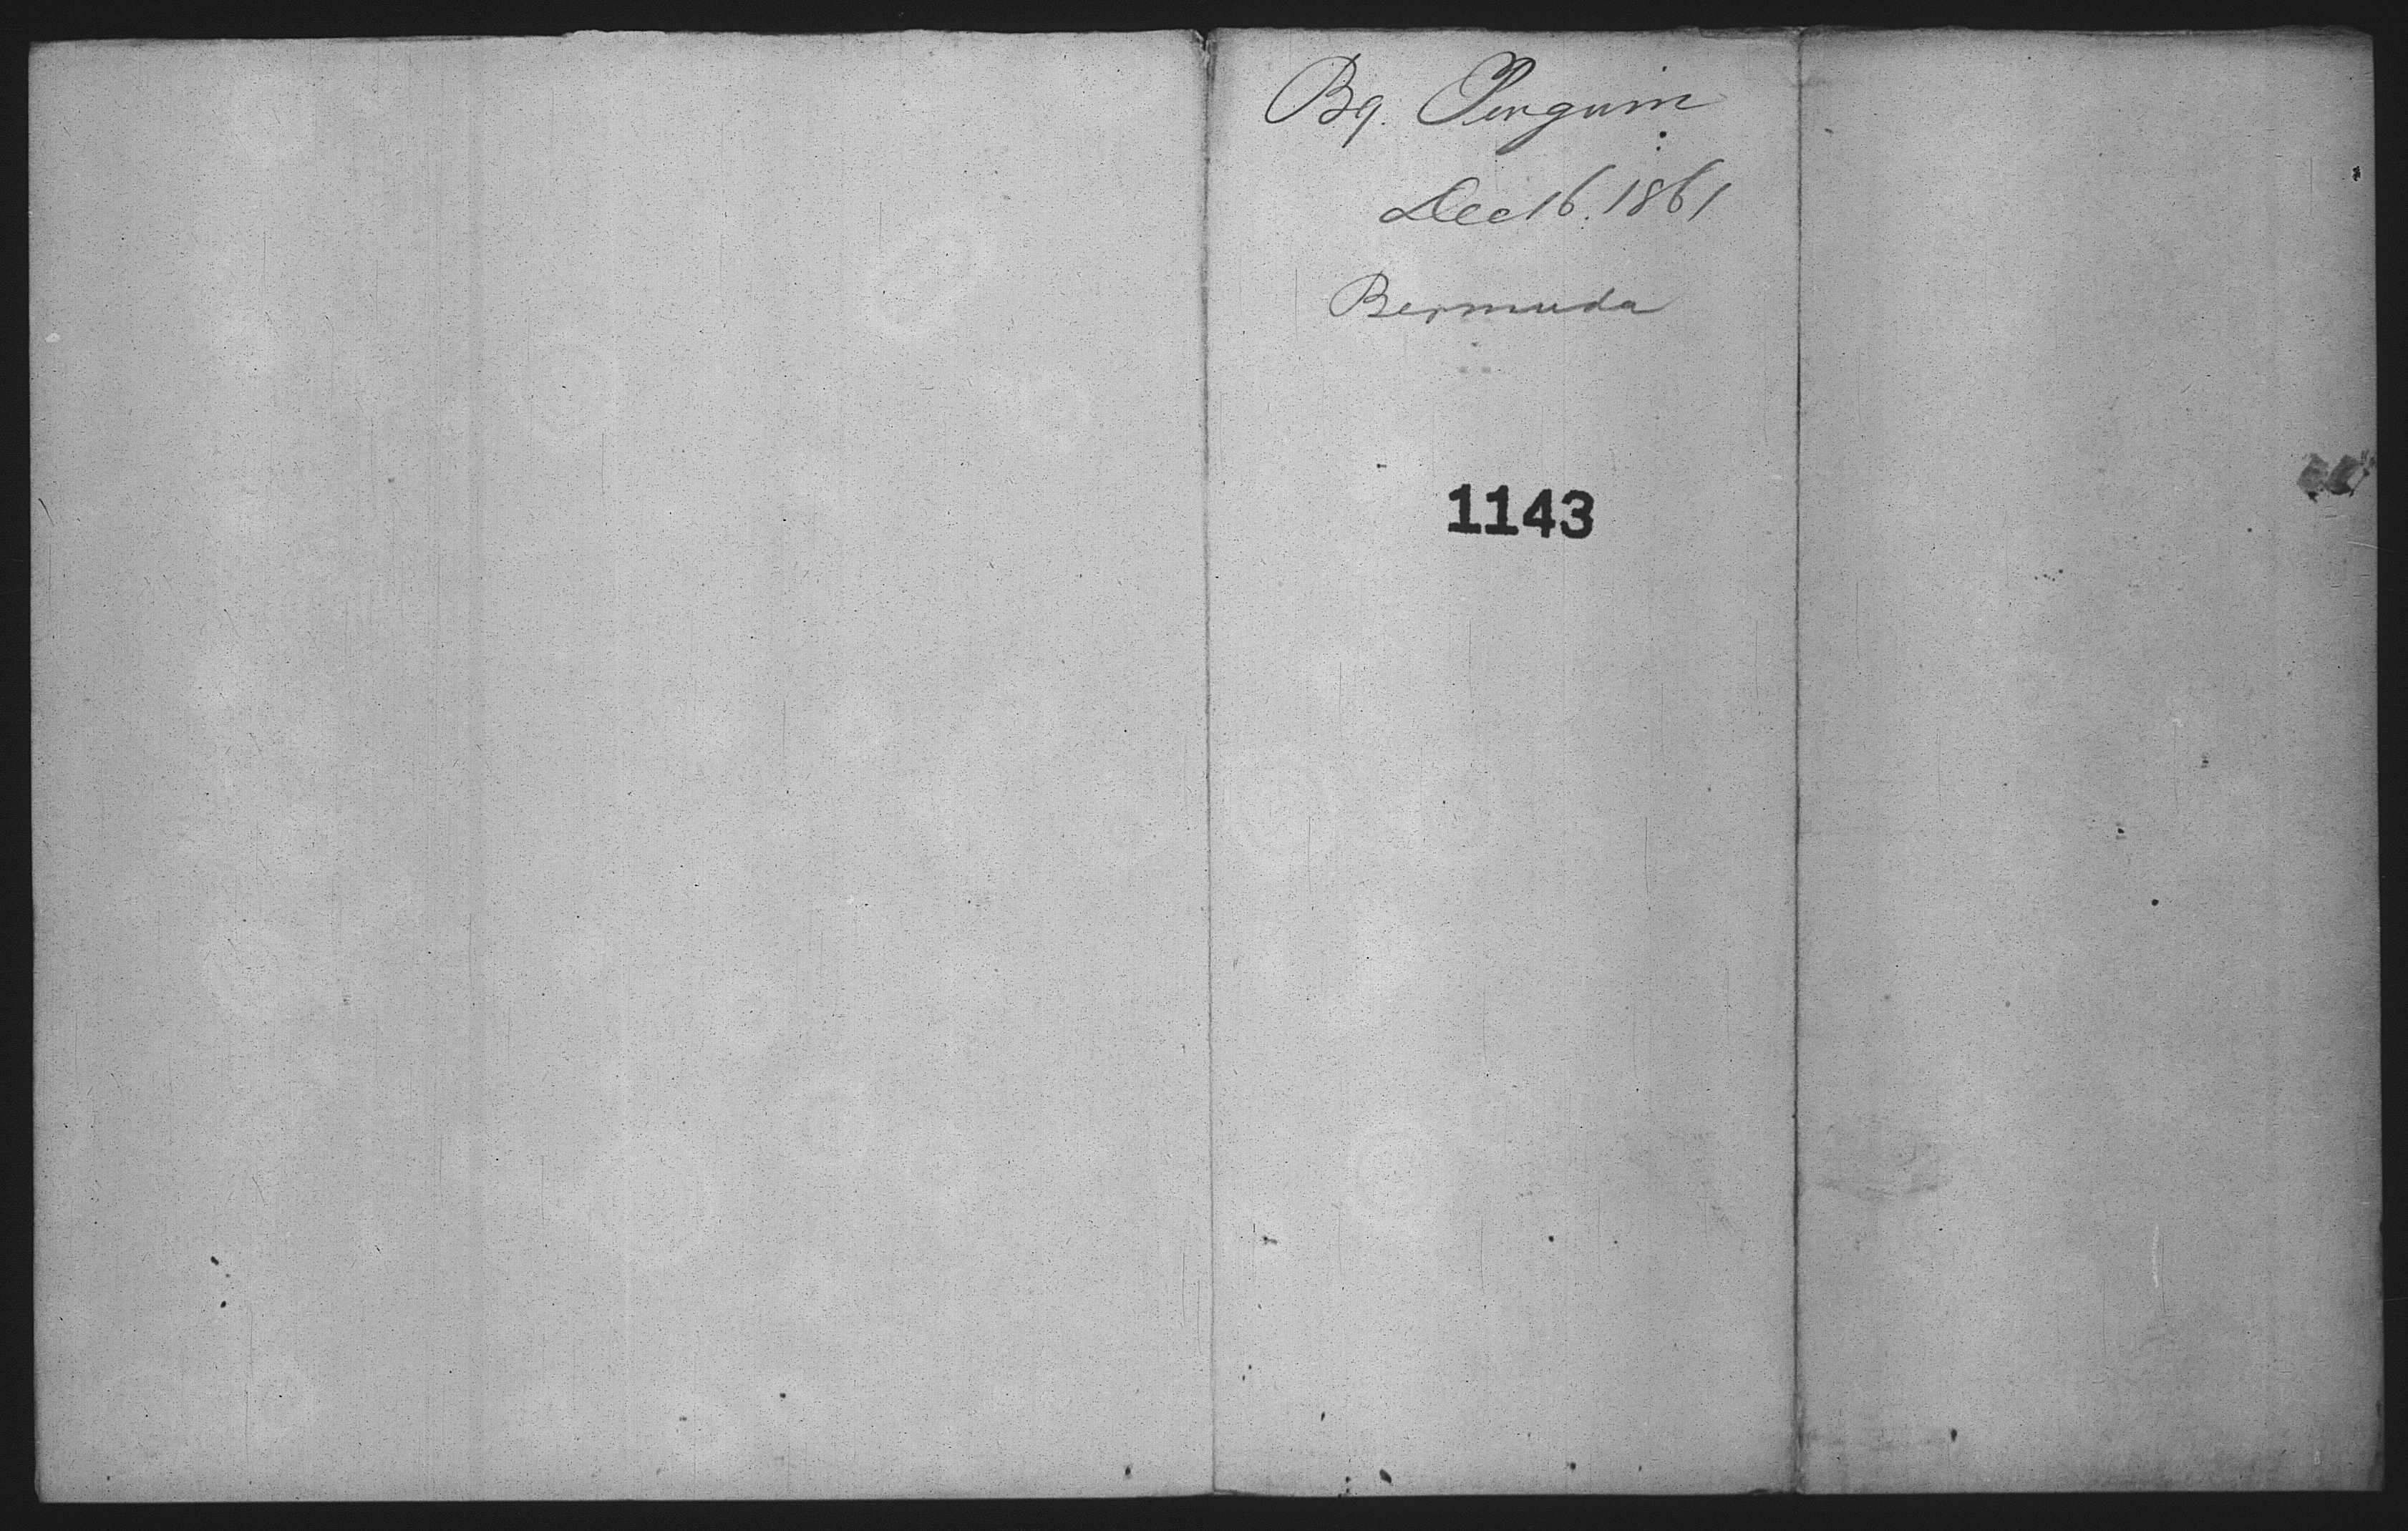 Bg. Penguin
Dec 16. 1861
Bermuda
1143